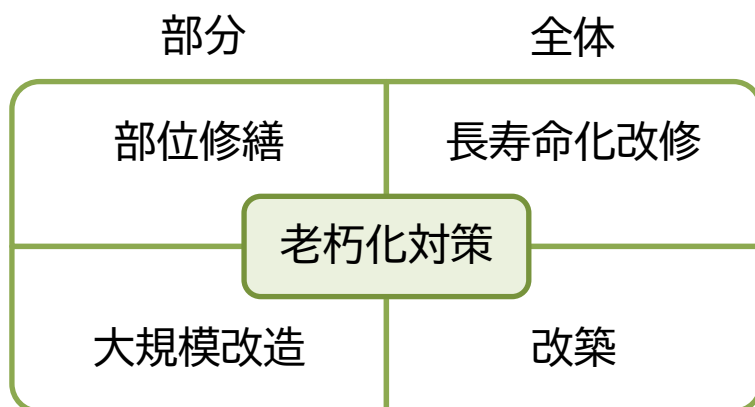 部分
全体
部位修繕
長寿命化改修
老朽化対策
大規模改造
改築